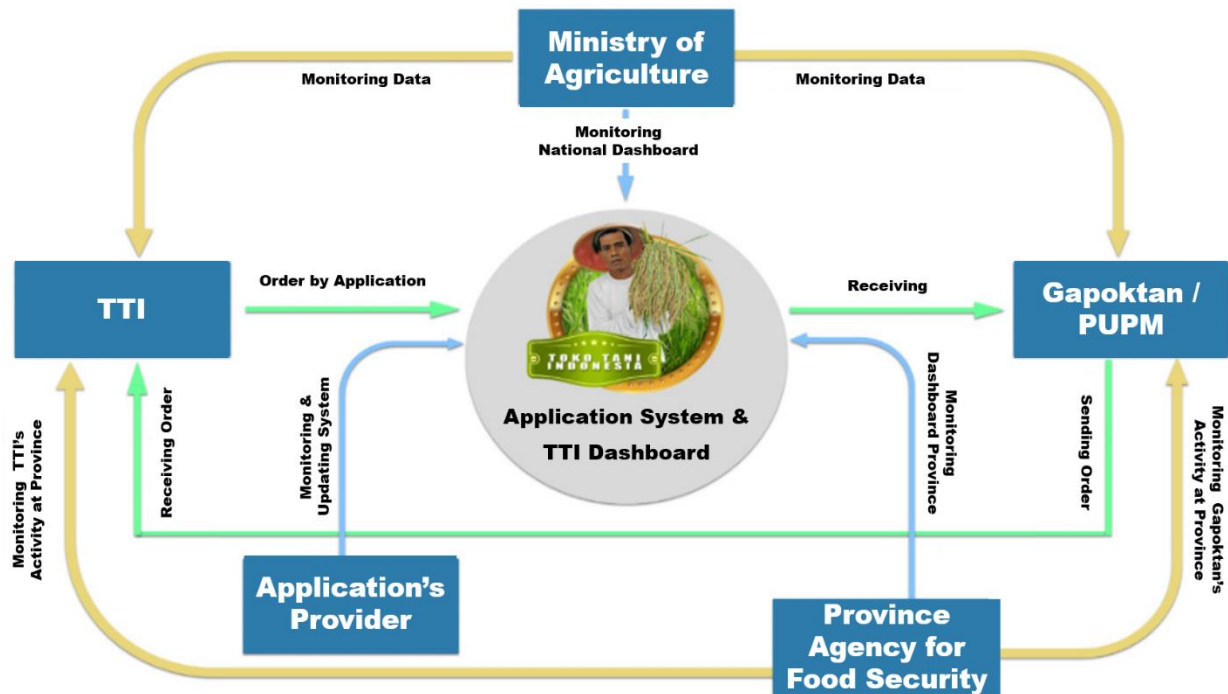 Ministry of
Agriculture
Monitoring Data
Monitoring Data
Monitoring
National Dashboard
TTI
Order by Application
Receiving
Gapoktan /
PUPM
TOKO TANI
INDONESIA
Application System &
TTI Dashboard
Monitoring TTI's
Activity at Province
Receiving Order
Monitoring &
Updating System
Monitoring
Dashboard Province
Sending Order
Monitoring Gapoktan's
Activity at Province
Application's
Provider
Province
Agency for
Food Security